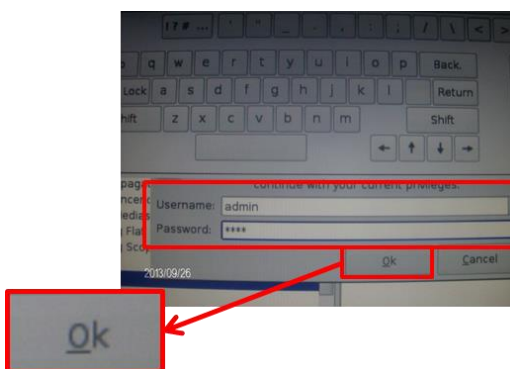 !?# ... ' " _ - , : ; / \ < >
q w e r t y u i o p Back.
Lock a s d f g h j k l Return
hift z x c v b n m Shift
← ↑ ↓ →
continue with your current privileges.
Username: admin
Password: ****
Ok Cancel
2013/09/26
Ok